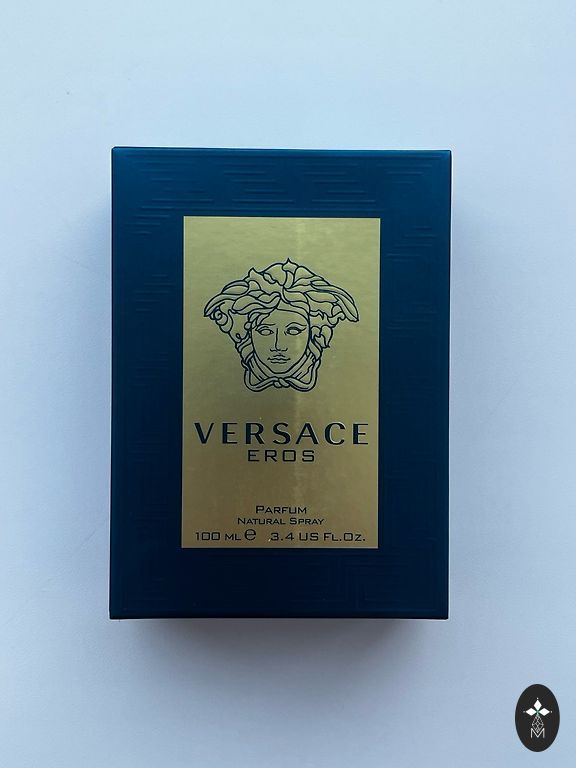 VERSACE
EROS
PARFUM
NATURAL SPRAY
100 ML ℮ 3.4 US FL.OZ.
M